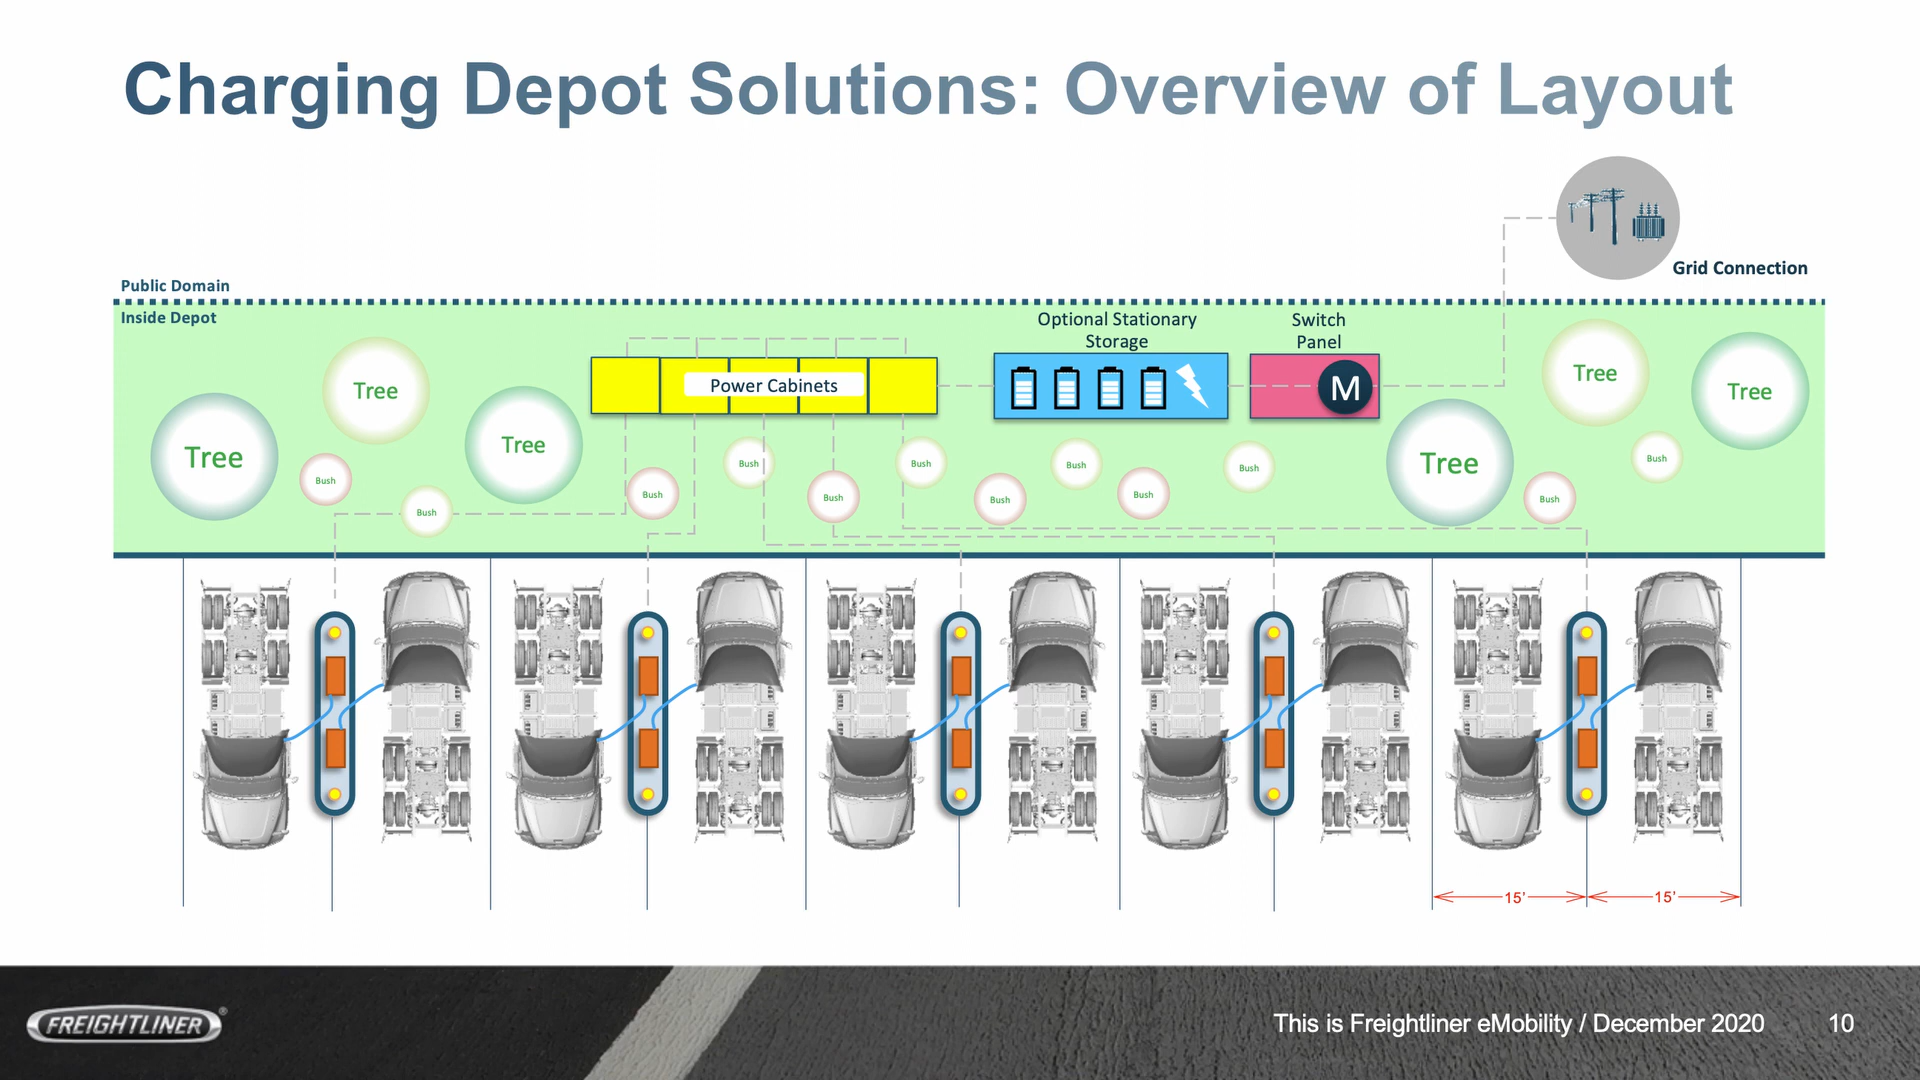 Charging Depot Solutions: Overview of Layout
Grid Connection
Public Domain
Inside Depot
Optional Stationary
Storage
Switch
Panel
Power Cabinets
M
Tree
Tree
Tree
Tree
Tree
Tree
Bush
Bush
Bush
Bush
Bush
Bush
Bush
Bush
Bush
Bush
Bush
Bush
15'
15'
FREIGHTLINER®
This is Freightliner eMobility / December 2020
10